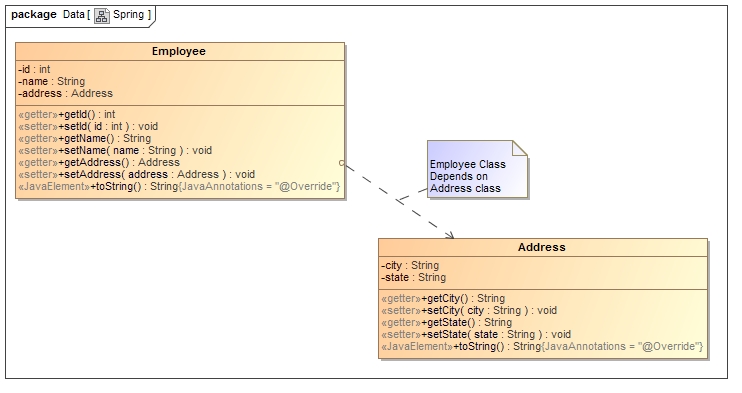 package Data [ Spring ]
Employee
-id : int
-name : String
-address : Address
«getter»+getId() : int
«setter»+setId( id : int ) : void
«getter»+getName() : String
«setter»+setName( name : String ) : void
«getter»+getAddress() : Address
«setter»+setAddress( address : Address ) : void
«JavaElement»+toString() : String{JavaAnnotations = "@Override"}
Employee Class
Depends on
Address class
Address
-city : String
-state : String
«getter»+getCity() : String
«setter»+setCity( city : String ) : void
«getter»+getState() : String
«setter»+setState( state : String ) : void
«JavaElement»+toString() : String{JavaAnnotations = "@Override"}